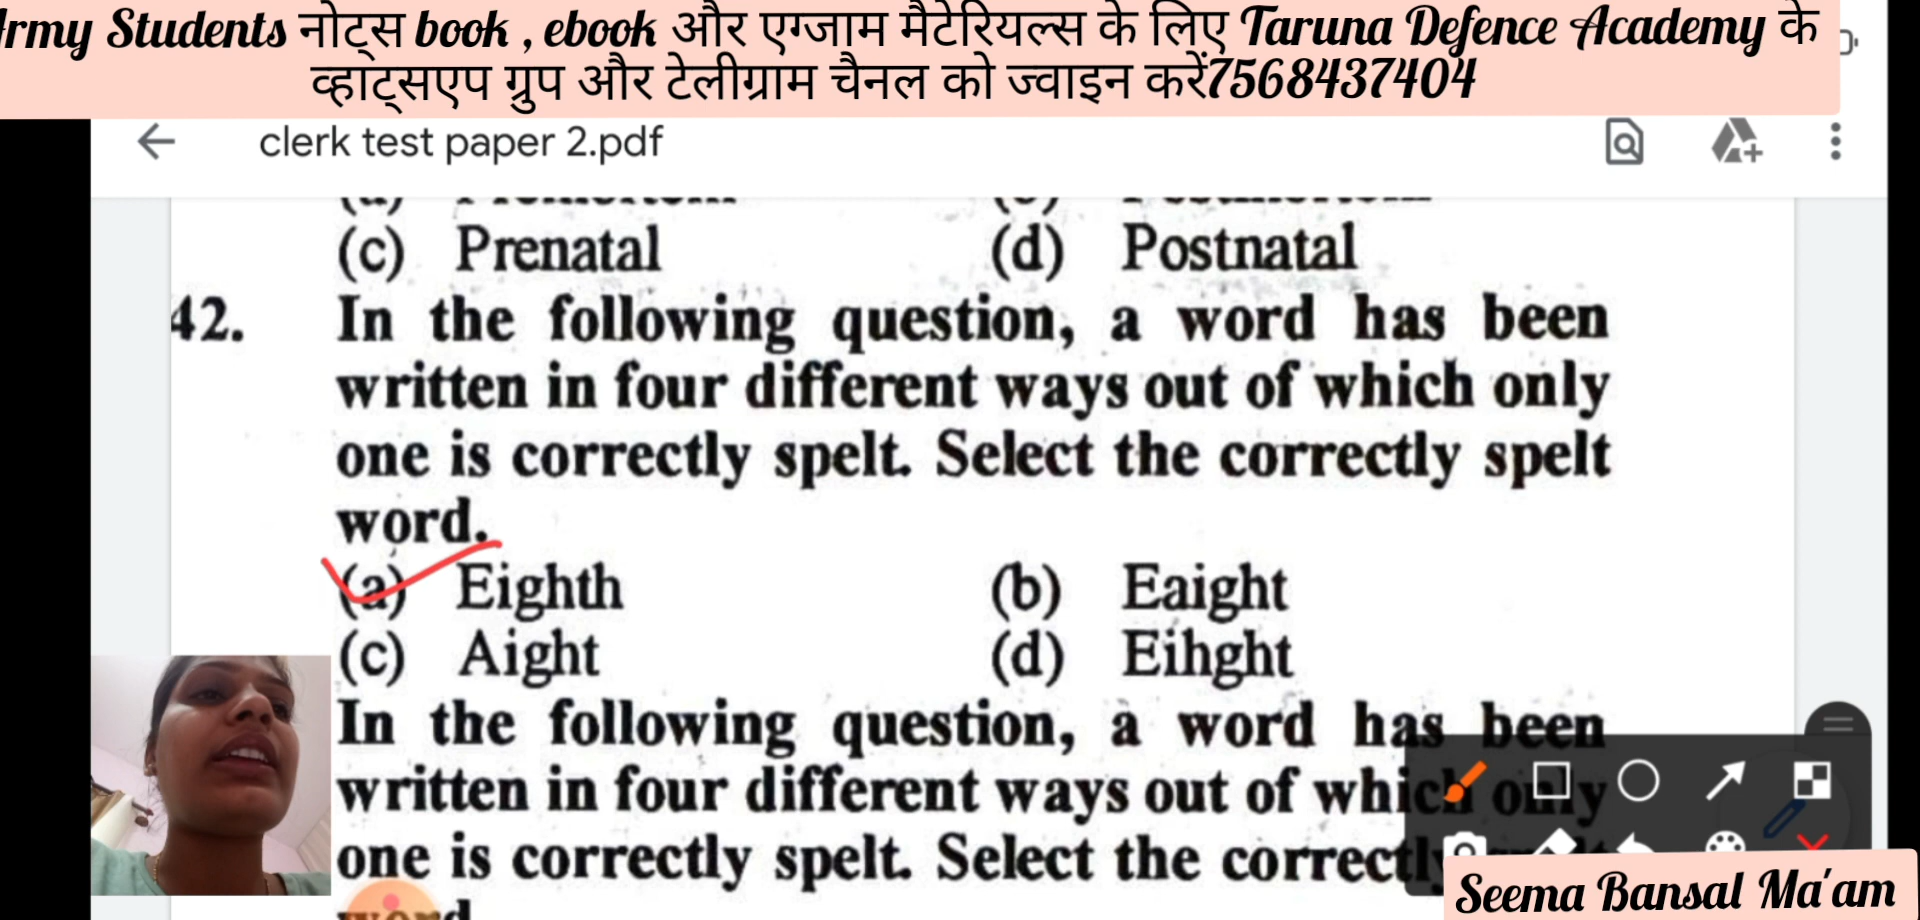 Army Students नोट्स book , ebook और एग्जाम मैटेरियल्स के लिए Taruna Defence Academy के
व्हाट्सएप ग्रुप और टेलीग्राम चैनल को ज्वाइन करें7568437404
clerk test paper 2.pdf
(c) Prenatal (d) Postnatal
42. In the following question, a word has been
written in four different ways out of which only
one is correctly spelt. Select the correctly spelt
word.
(a) Eighth (b) Eaight
(c) Aight (d) Eihght
In the following question, a word has been
written in four different ways out of which only
one is correctly spelt. Select the correctly
word
Seema Bansal Ma'am